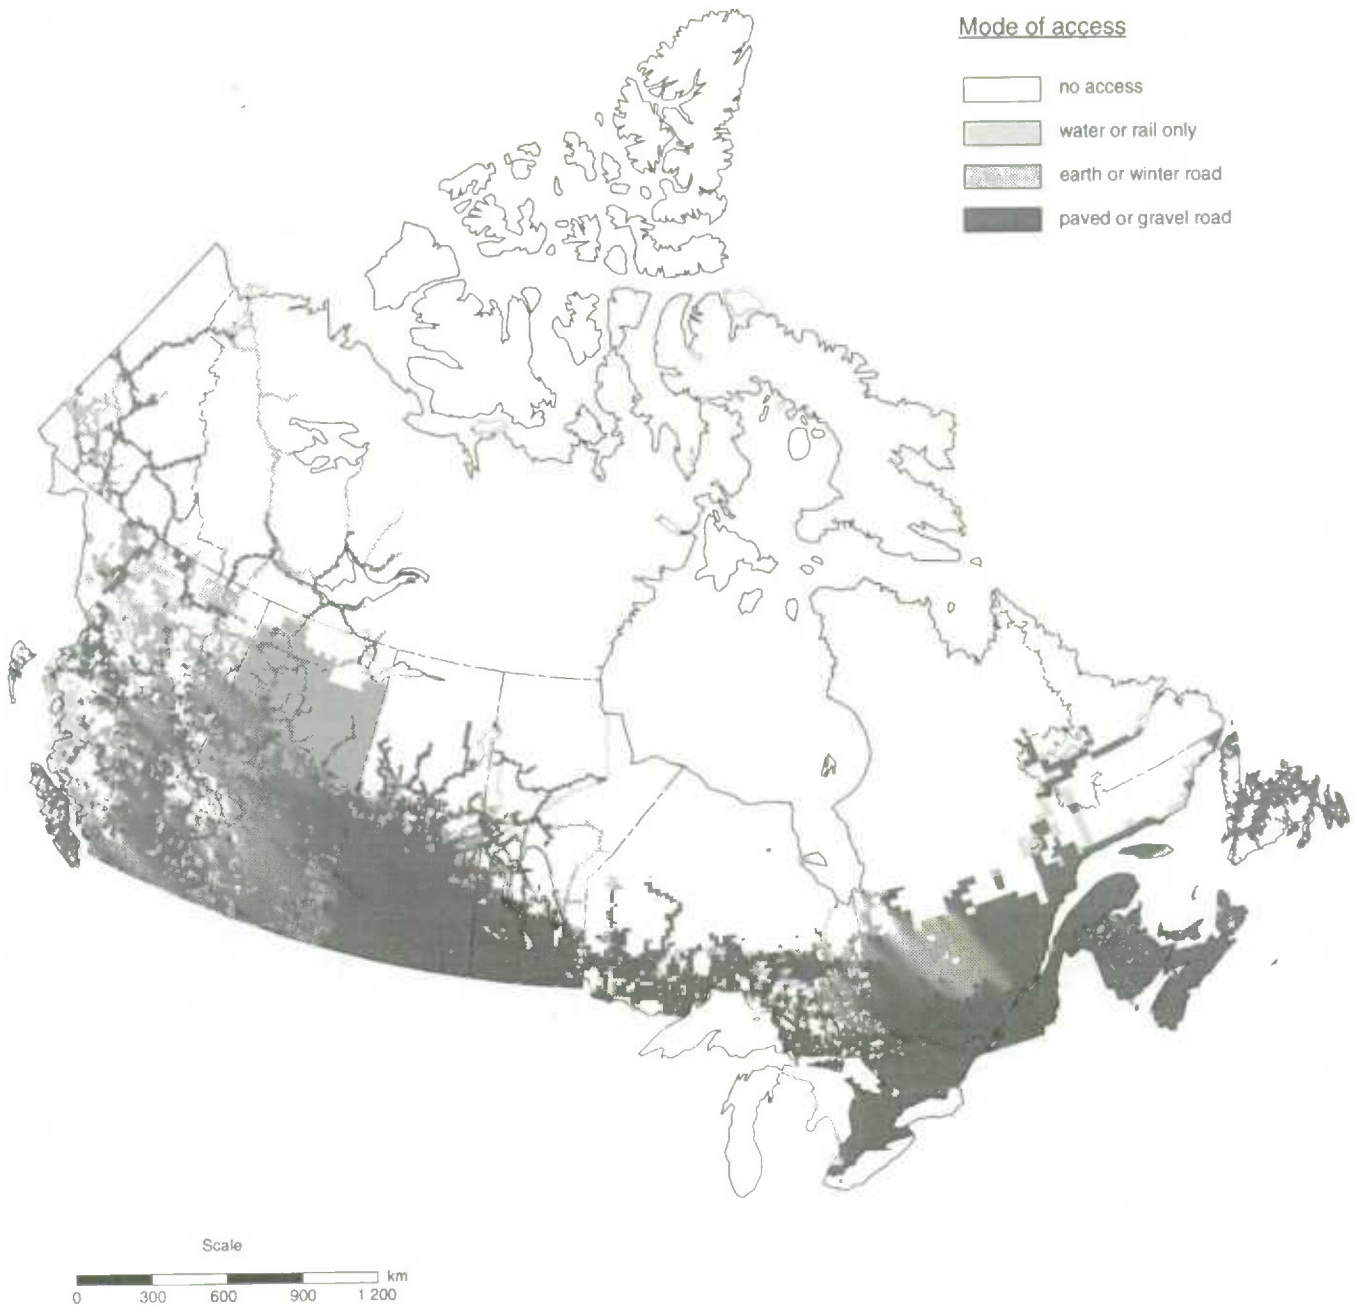 Mode of access
no access
water or rail only
earth or winter road
paved or gravel road
Scale
km
0 300 600 900 1 200